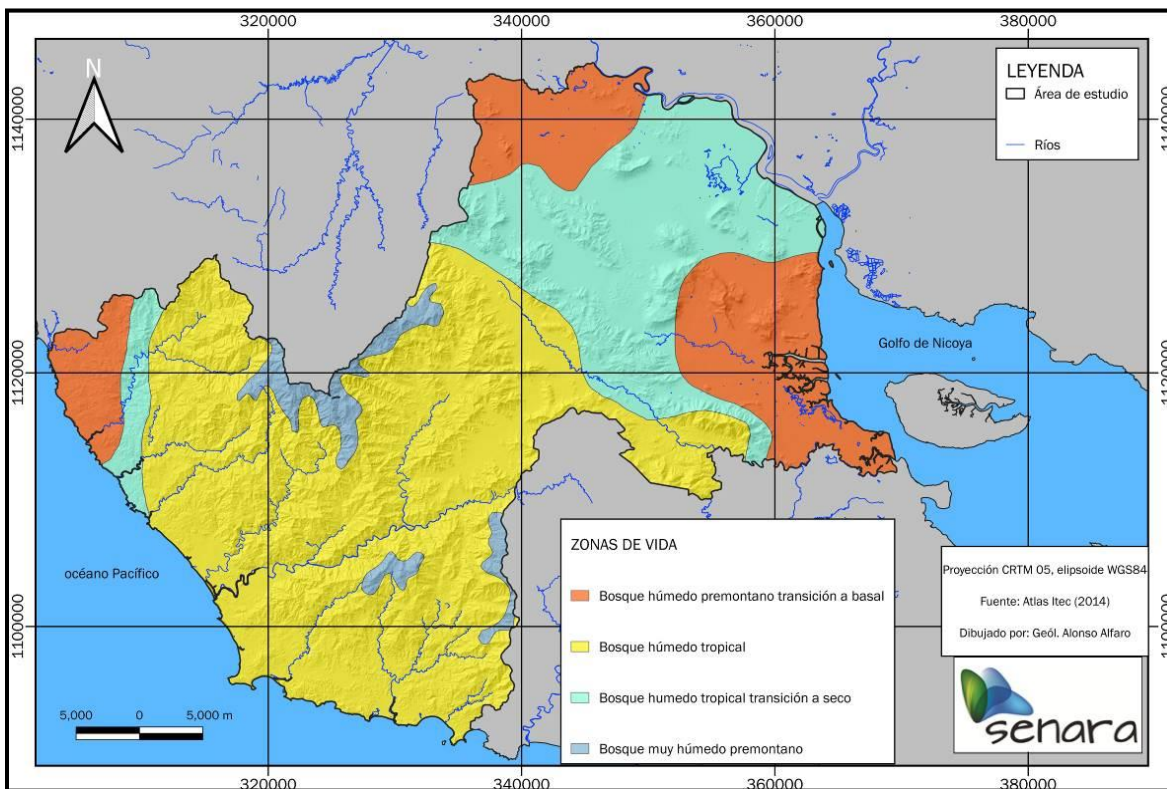 320000 340000 360000 380000
N
1140000 1140000
LEYENDA
Área de estudio
Ríos
Golfo de Nicoya
1120000 1120000
océano Pacífico
ZONAS DE VIDA
Bosque húmedo premontano transición a basal
Bosque húmedo tropical
Bosque humedo tropical transición a seco
Bosque muy húmedo premontano
Proyección CRTM 05, elipsoide WGS84
Fuente: Atlas Itec (2014)
Dibujado por: Geól. Alonso Alfaro
1100000 1100000
senara
5,000 0 5,000 m
320000 340000 360000 380000